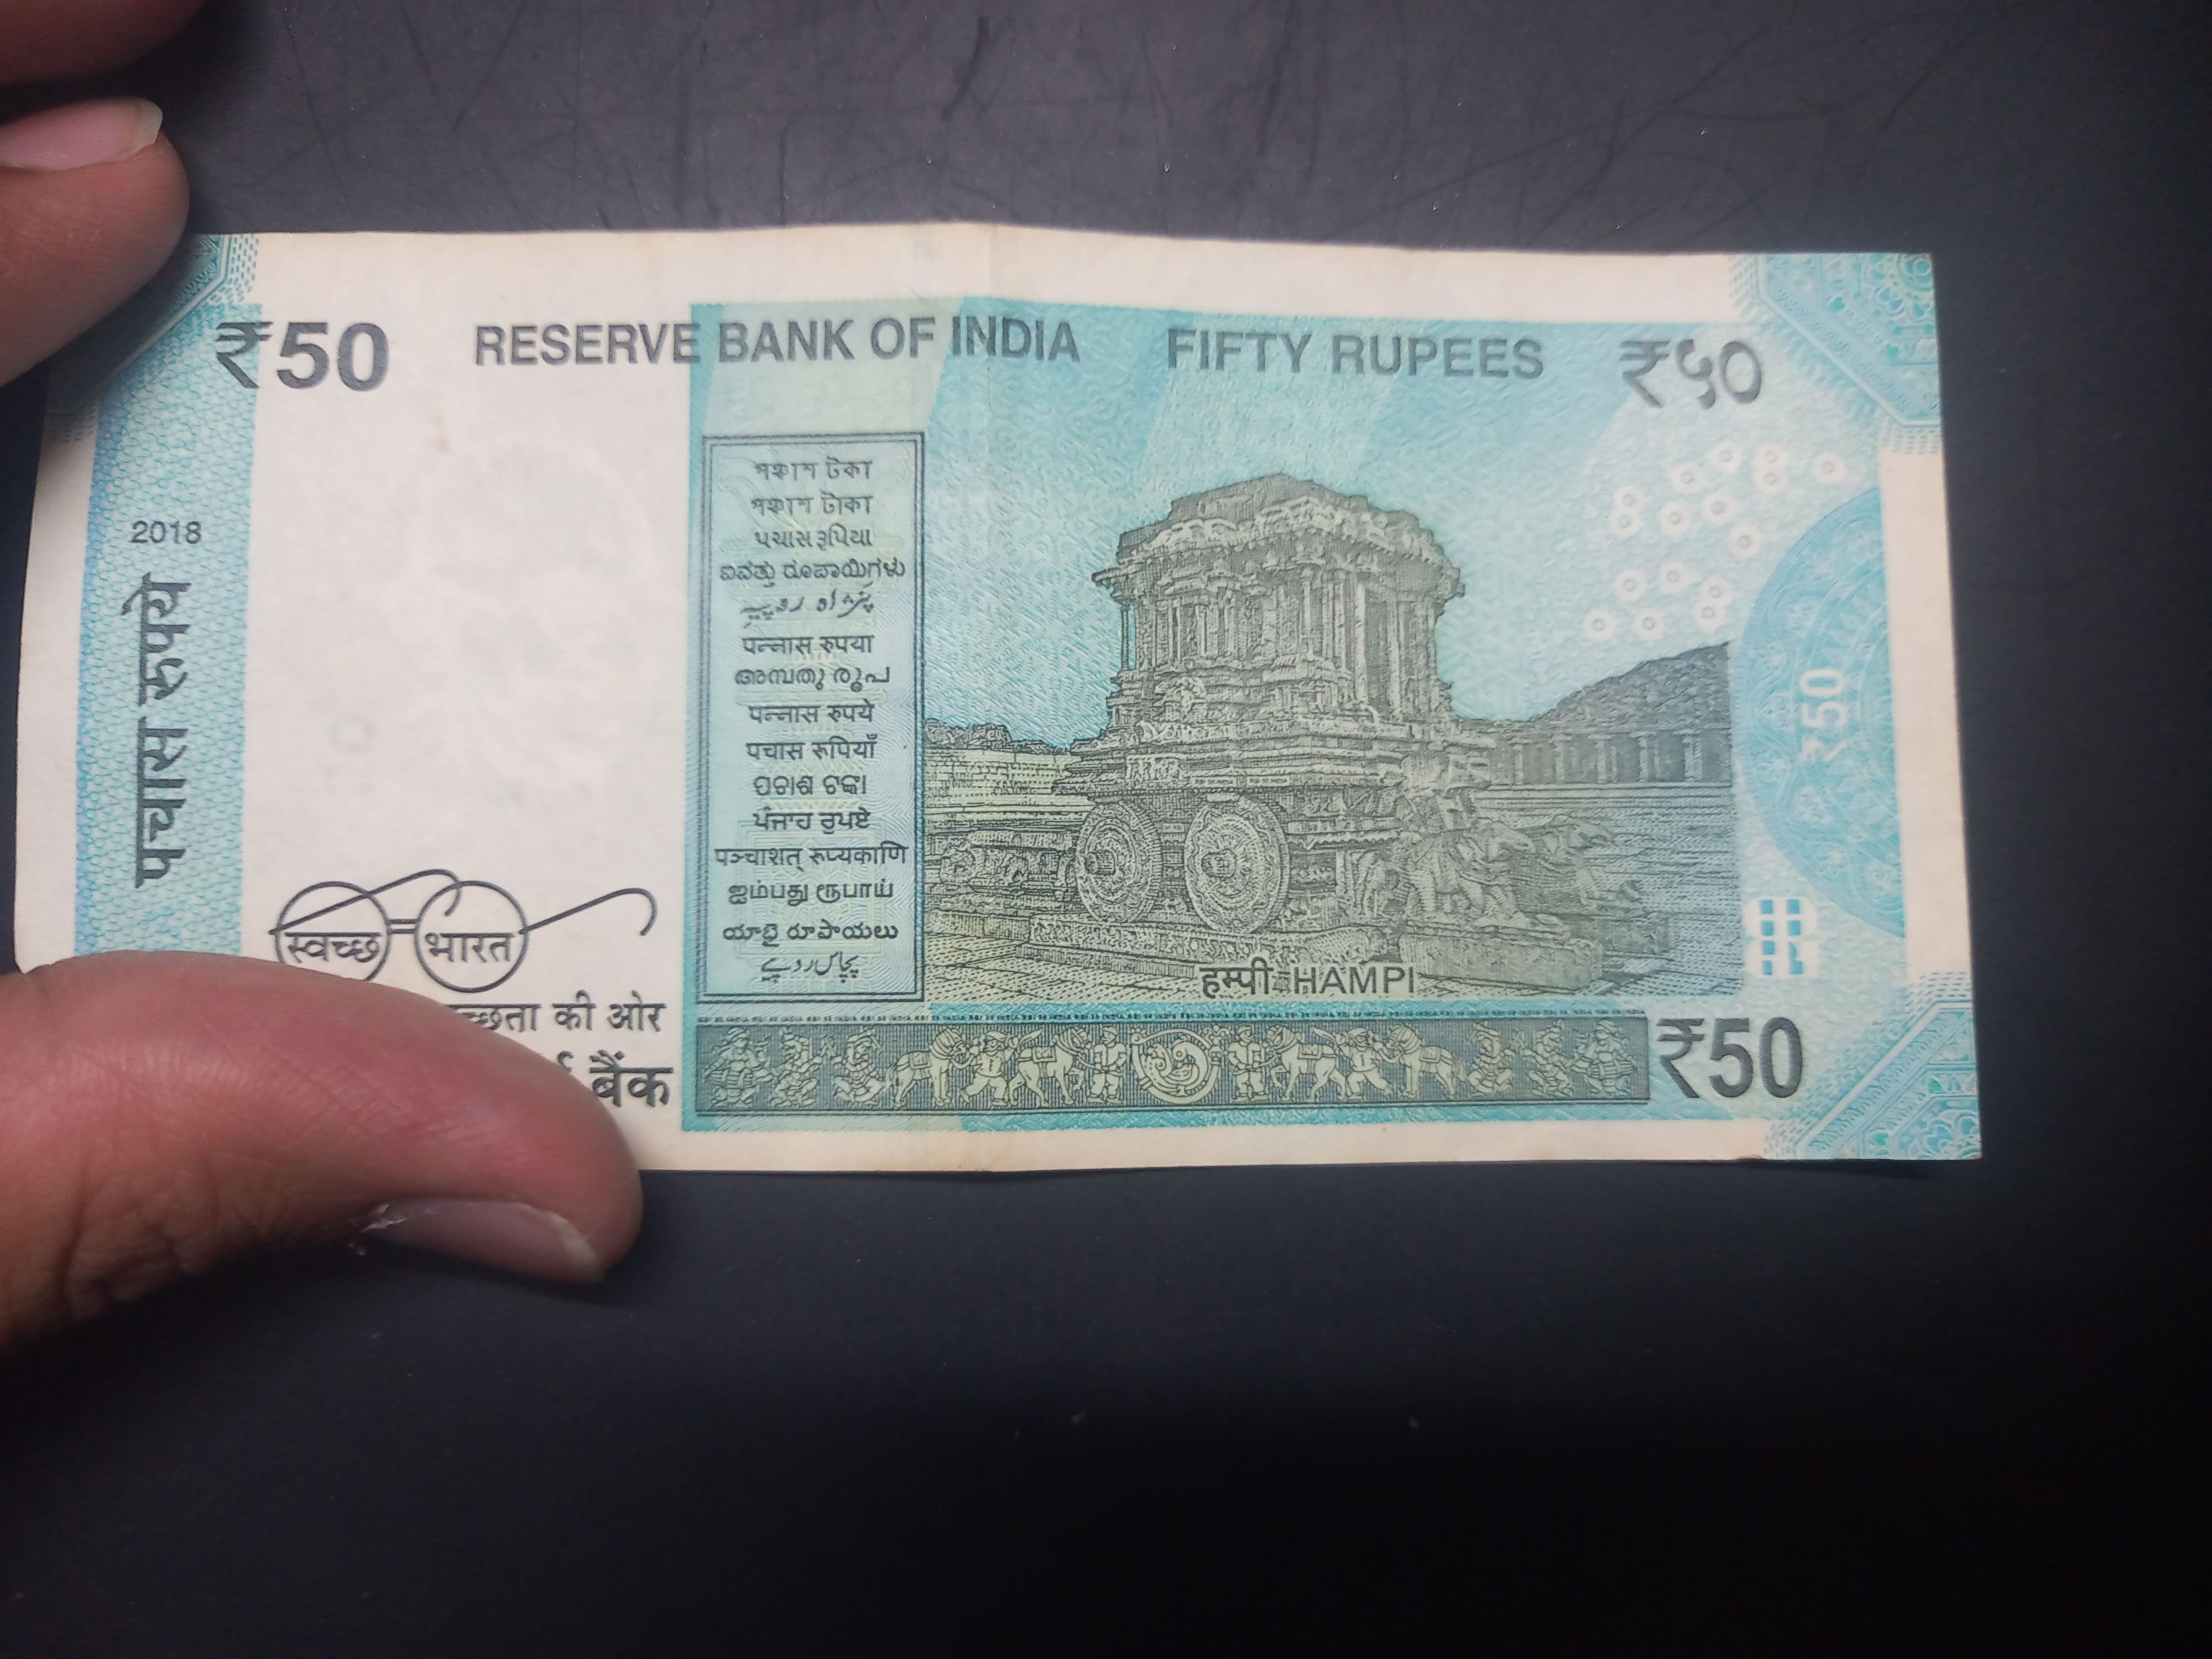 ₹50 RESERVE BANK OF INDIA FIFTY RUPEES ₹५०
2018
पचास रुपये
পঞ্চাশ টকা
পঞ্চাশ টাকা
પચાસ રૂપિયા
ಐವತ್ತು ರೂಪಾಯಿಗಳು
पन्नास रुपया
അമ്പതു രൂപ
पन्नास रुपये
पचास रुपियाँ
ପଚାଶ ଟଙ୍କା
ਪੰਜਾਹ ਰੁਪਏ
पञ्चाशत् रूप्यकाणि
ஐம்பது ரூபாய்
యాభై రూపాయలు
پچاس روپے
₹50
स्वच्छ भारत
की ओर
बैंक
हम्पी HAMPI
₹50